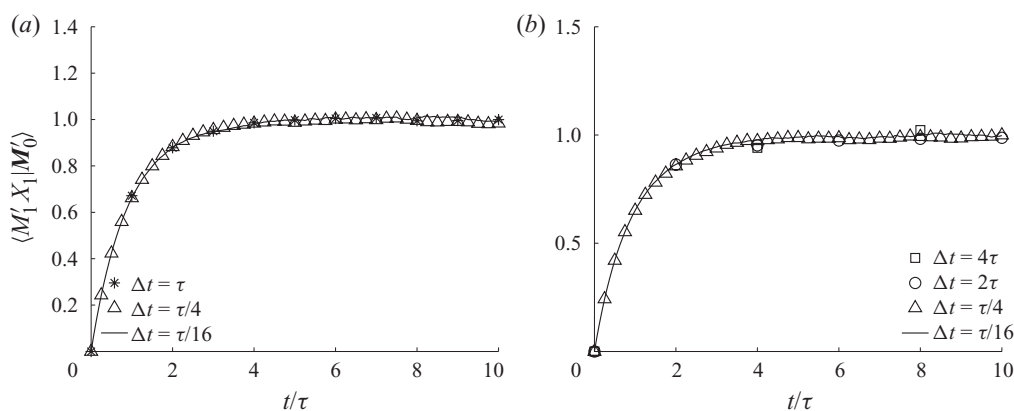 (a)
1.4
1.2
1.0
0.8
0.6
0.4
0.2
0
2
4
6
8
10
⟨M′₁X₁|M′₀⟩
t/τ
Δt = τ
Δt = τ/4
Δt = τ/16
(b)
1.5
1.0
0.5
0
2
4
6
8
10
t/τ
Δt = 4τ
Δt = 2τ
Δt = τ/4
Δt = τ/16